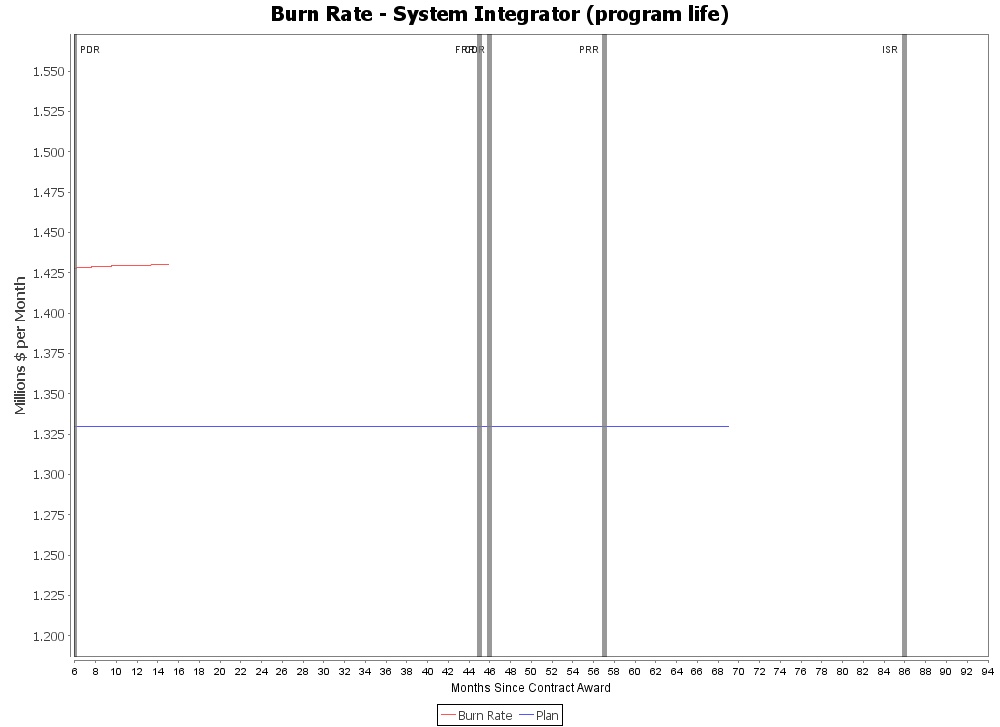 Burn Rate - System Integrator (program life)
PDR
FRR
CDR
PRR
ISR
1.550
1.525
1.500
1.475
1.450
1.425
1.400
1.375
1.350
1.325
1.300
1.275
1.250
1.225
1.200
Millions $ per Month
6 8 10 12 14 16 18 20 22 24 26 28 30 32 34 36 38 40 42 44 46 48 50 52 54 56 58 60 62 64 66 68 70 72 74 76 78 80 82 84 86 88 90 92 94
Months Since Contract Award
Burn Rate Plan